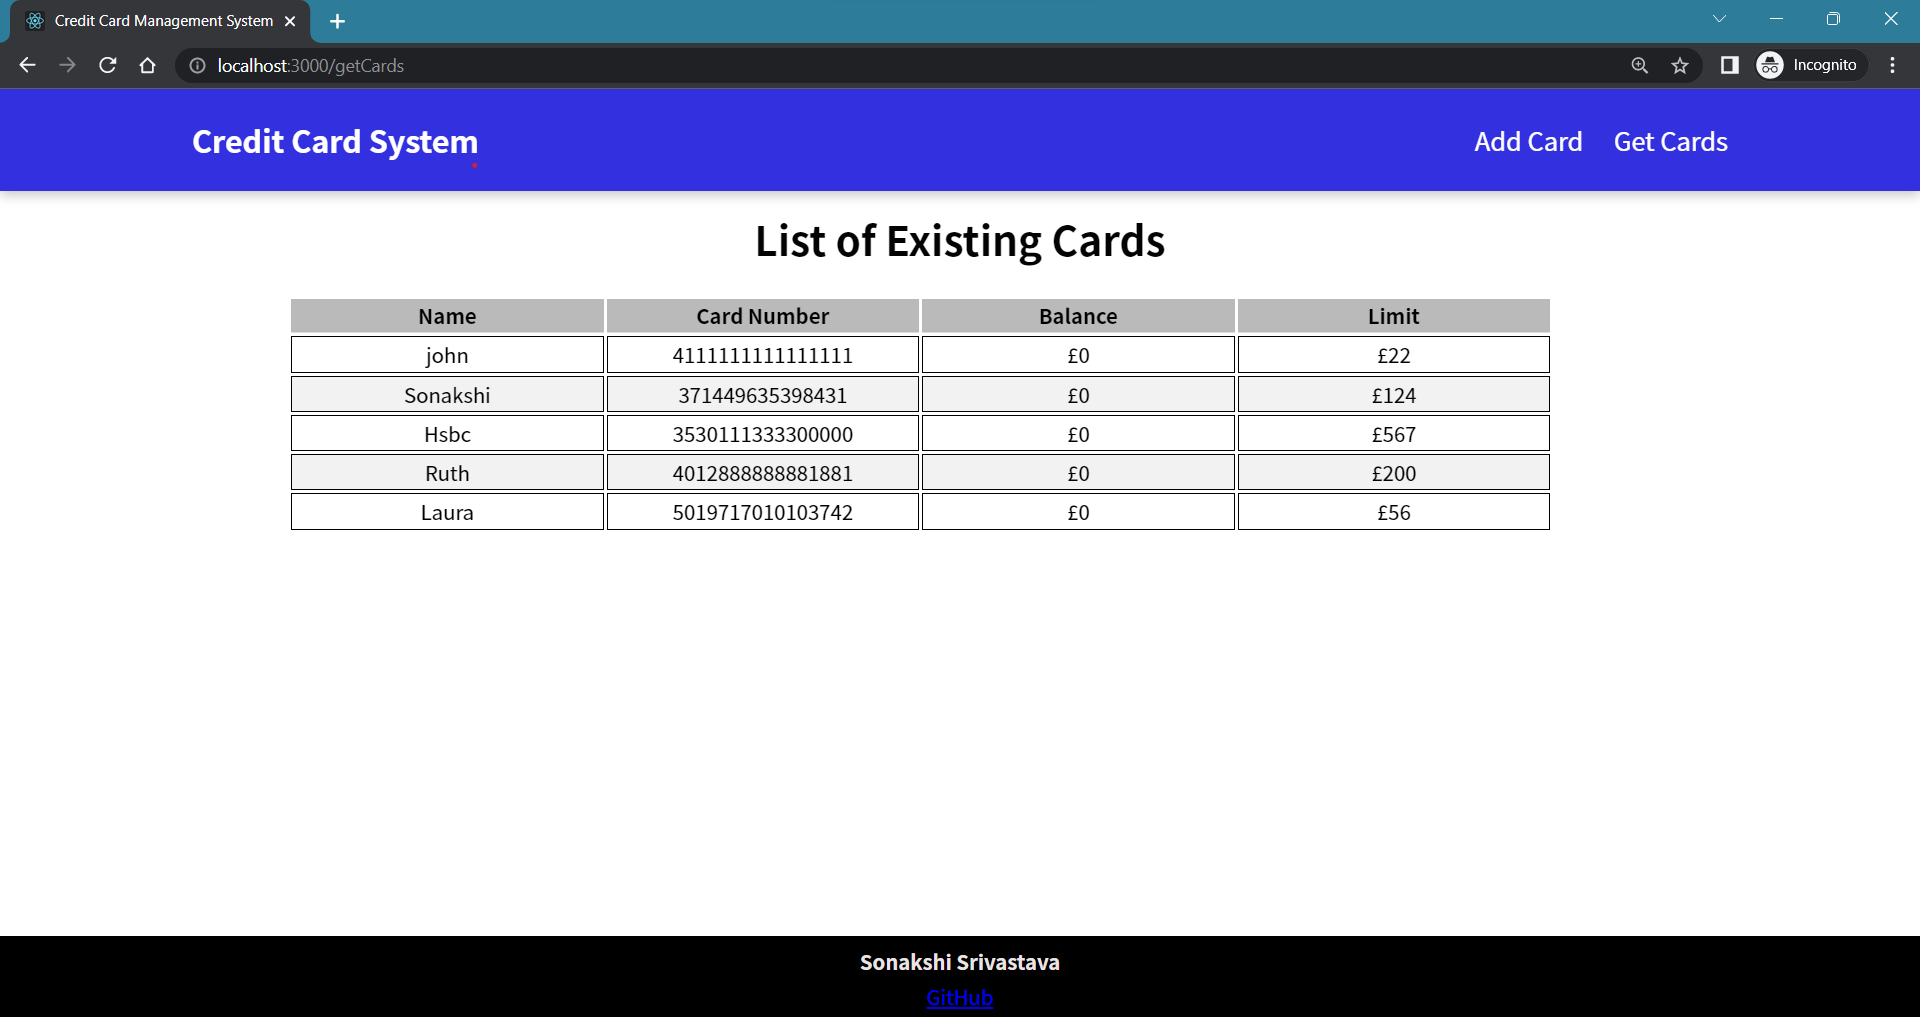 Credit Card Management System
localhost:3000/getCards
Incognito
Credit Card System
Add Card Get Cards
List of Existing Cards
Name Card Number Balance Limit
john 4111111111111111 £0 £22
Sonakshi 371449635398431 £0 £124
Hsbc 3530111333300000 £0 £567
Ruth 4012888888881881 £0 £200
Laura 5019717010103742 £0 £56
Sonakshi Srivastava
GitHub